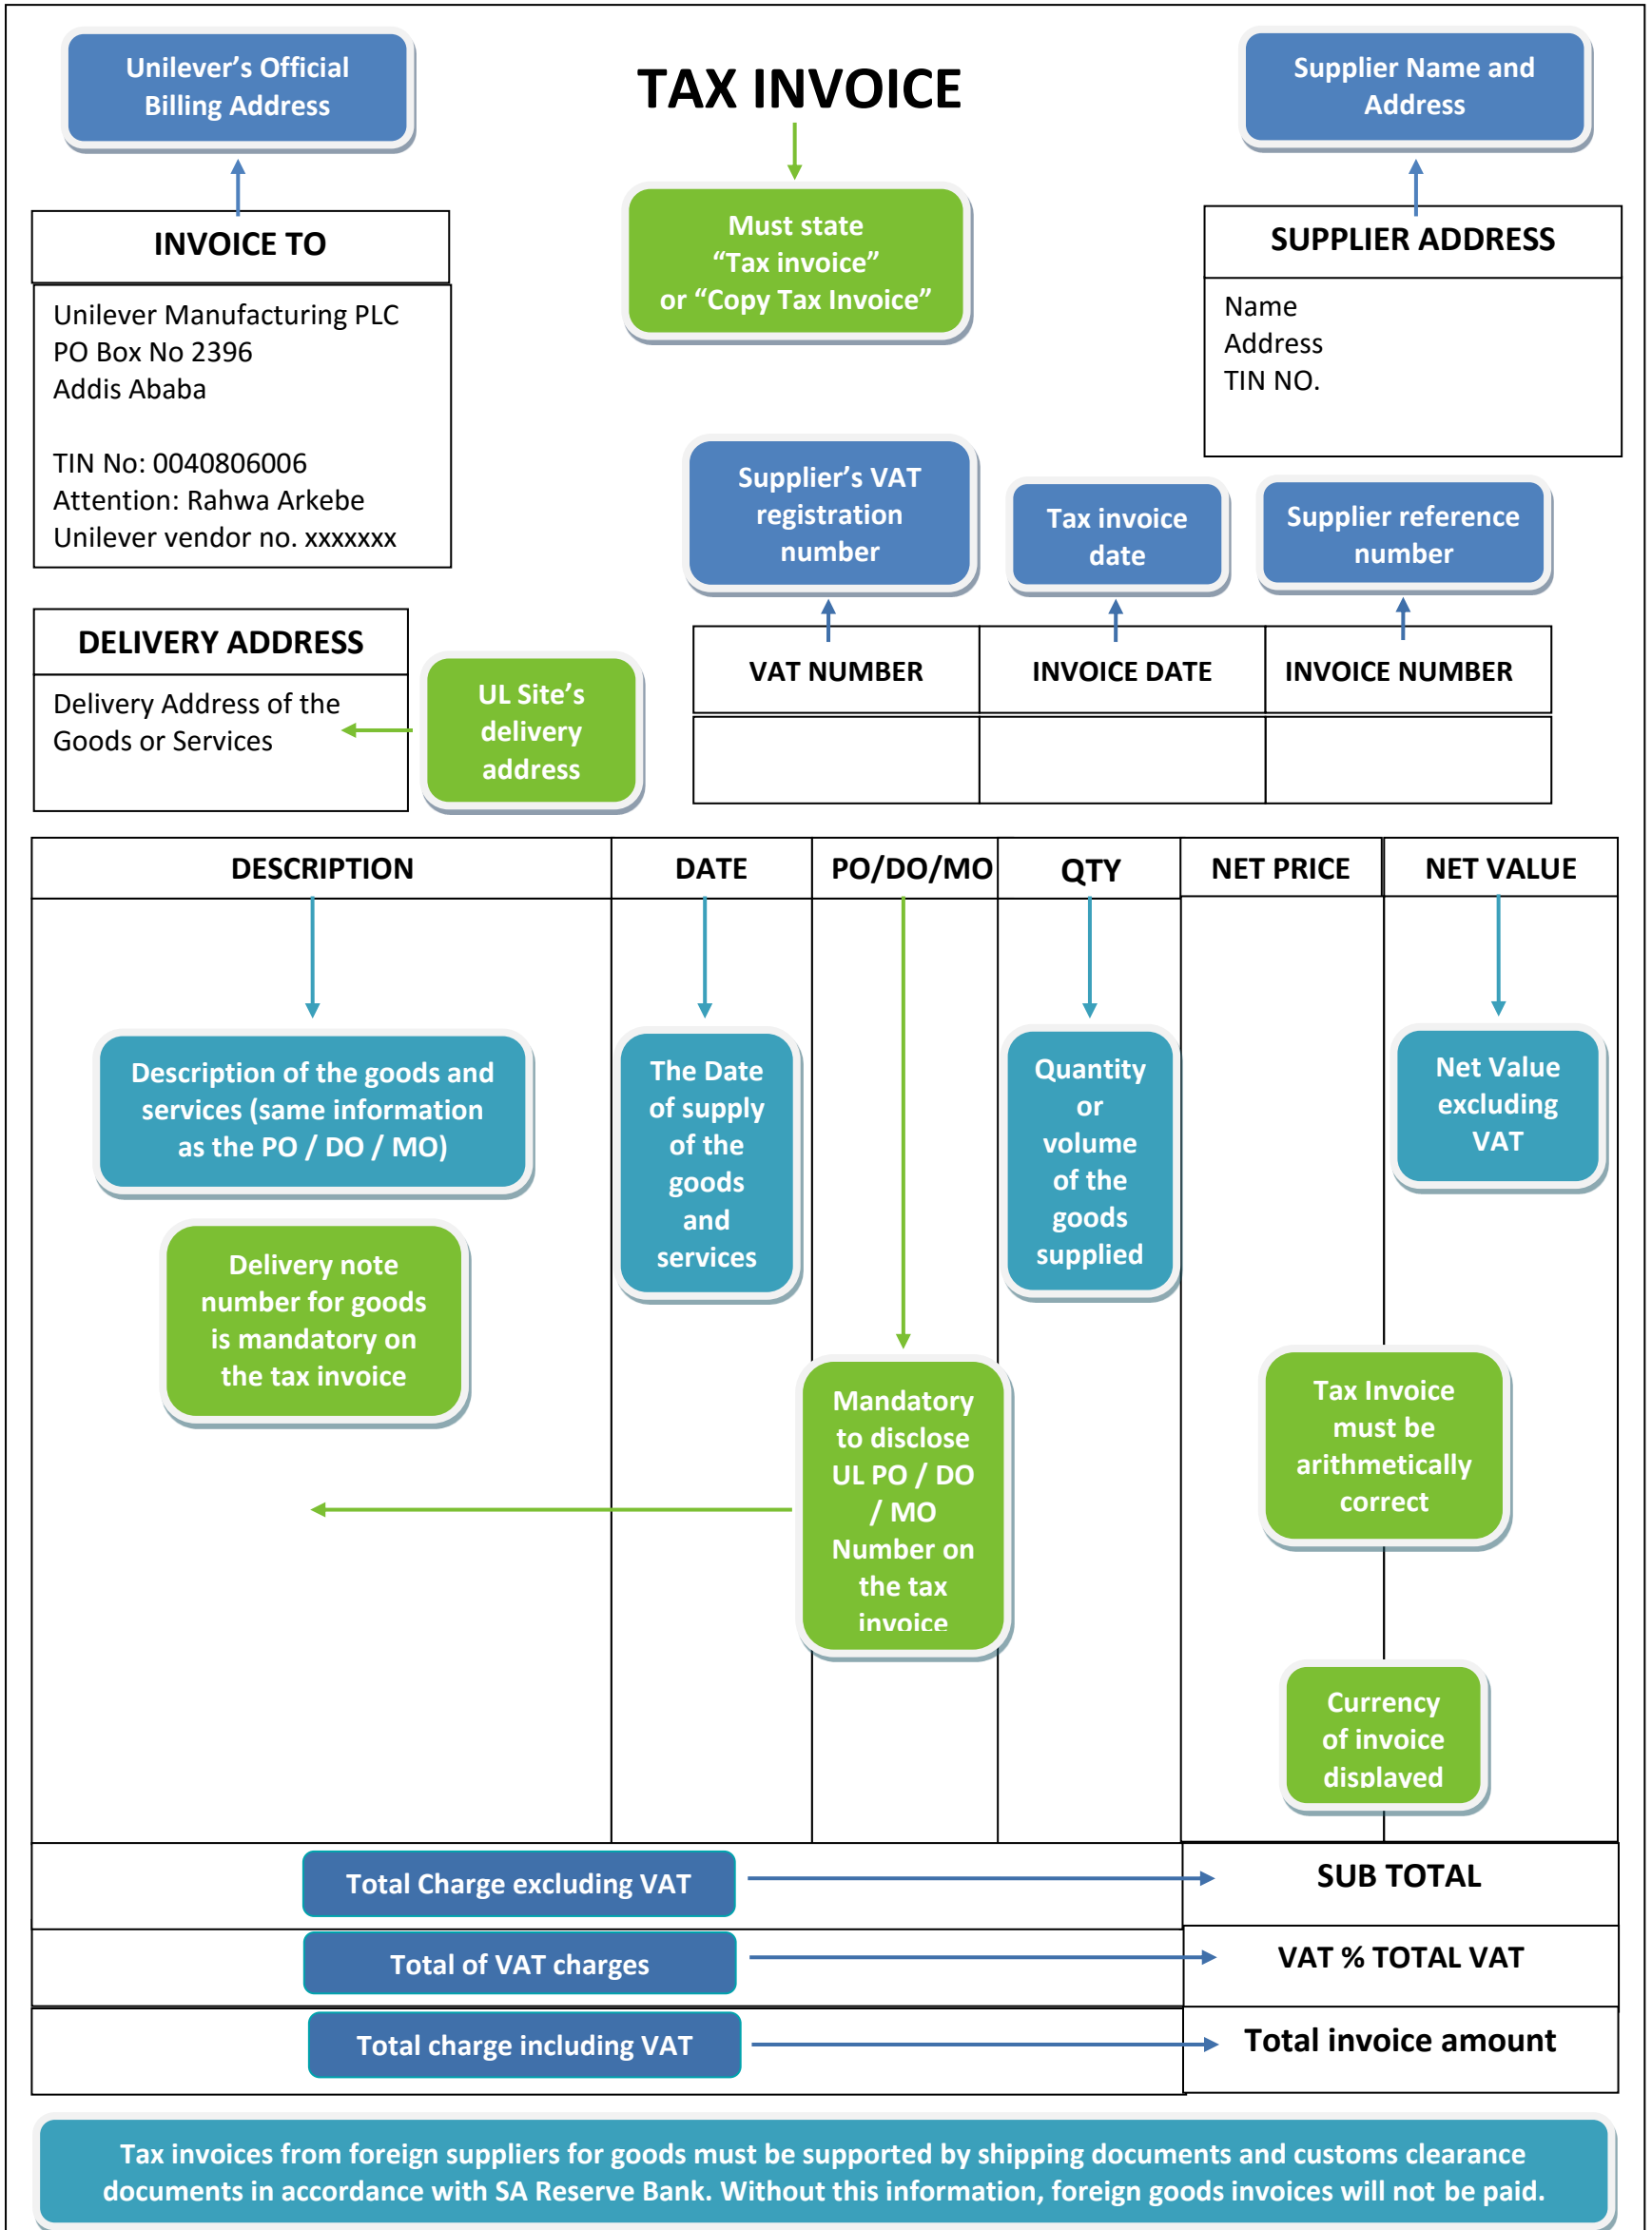 Unilever's Official
Billing Address
TAX INVOICE
Supplier Name and
Address
Must state
“Tax invoice”
or “Copy Tax Invoice”
INVOICE TO
Unilever Manufacturing PLC
PO Box No 2396
Addis Ababa
TIN No: 0040806006
Attention: Rahwa Arkebe
Unilever vendor no. xxxxxxx
SUPPLIER ADDRESS
Name
Address
TIN NO.
Supplier’s VAT
registration
number
Tax invoice
date
Supplier reference
number
DELIVERY ADDRESS
Delivery Address of the
Goods or Services
UL Site’s
delivery
address
VAT NUMBER
INVOICE DATE
INVOICE NUMBER
DESCRIPTION
DATE
PO/DO/MO
QTY
NET PRICE
NET VALUE
Description of the goods and
services (same information
as the PO / DO / MO)
The Date
of supply
of the
goods
and
services
Quantity
or
volume
of the
goods
supplied
Net Value
excluding
VAT
Delivery note
number for goods
is mandatory on
the tax invoice
Mandatory
to disclose
UL PO / DO
/ MO
Number on
the tax
invoice
Tax Invoice
must be
arithmetically
correct
Currency
of invoice
displayed
Total Charge excluding VAT
SUB TOTAL
Total of VAT charges
VAT % TOTAL VAT
Total charge including VAT
Total invoice amount
Tax invoices from foreign suppliers for goods must be supported by shipping documents and customs clearance
documents in accordance with SA Reserve Bank. Without this information, foreign goods invoices will not be paid.